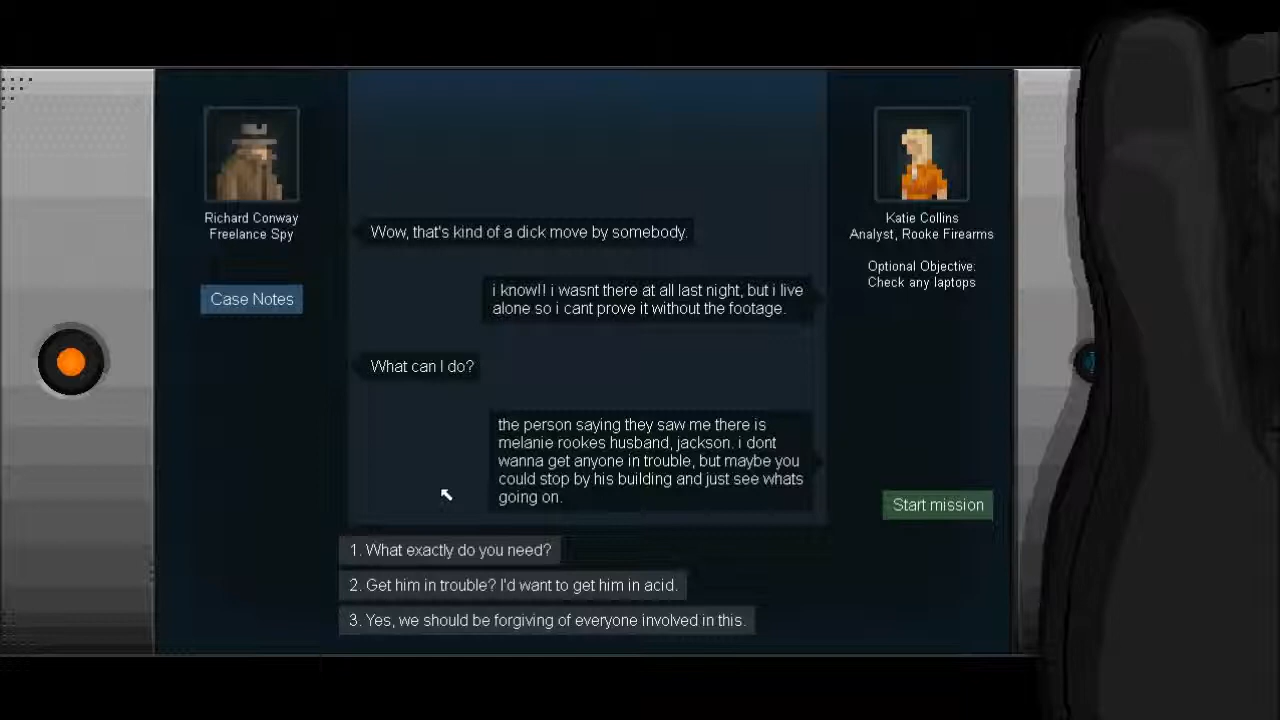 Richard Conway
Freelance Spy
Case Notes
Wow, that's kind of a dick move by somebody.
i know!! i wasnt there at all last night, but i live
alone so i cant prove it without the footage.
What can I do?
the person saying they saw me there is
melanie rookes husband, jackson. i dont
wanna get anyone in trouble, but maybe you
could stop by his building and just see whats
going on.
Katie Collins
Analyst, Rooke Firearms
Optional Objective:
Check any laptops
Start mission
1. What exactly do you need?
2. Get him in trouble? I'd want to get him in acid.
3. Yes, we should be forgiving of everyone involved in this.